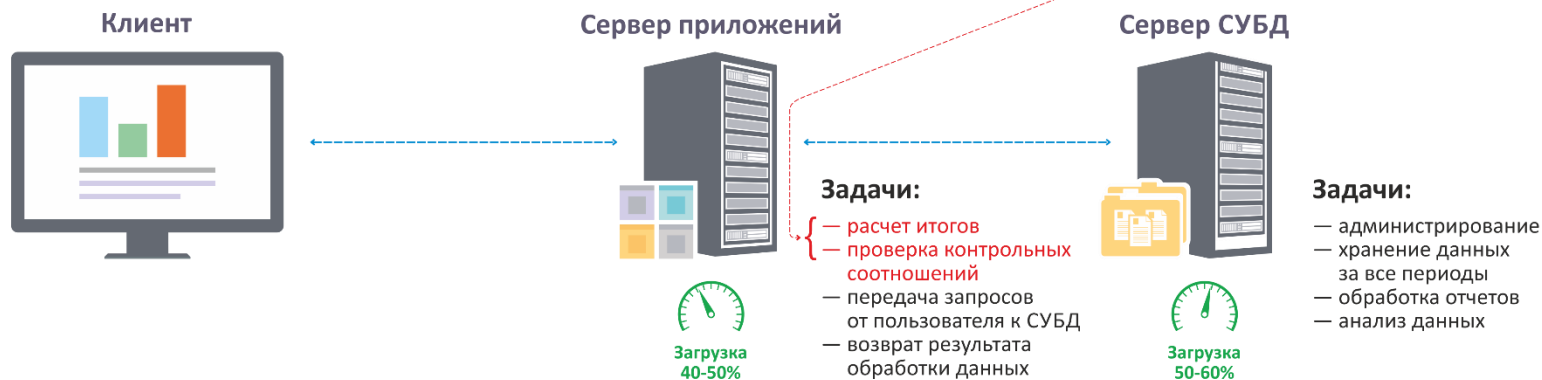 Клиент
Сервер приложений
Сервер СУБД
Задачи:
— расчет итогов
— проверка контрольных
соотношений
— передача запросов
от пользователя к СУБД
— возврат результата
обработки данных
Задачи:
— администрирование
— хранение данных
за все периоды
— обработка отчетов
— анализ данных
Загрузка
40-50%
Загрузка
50-60%